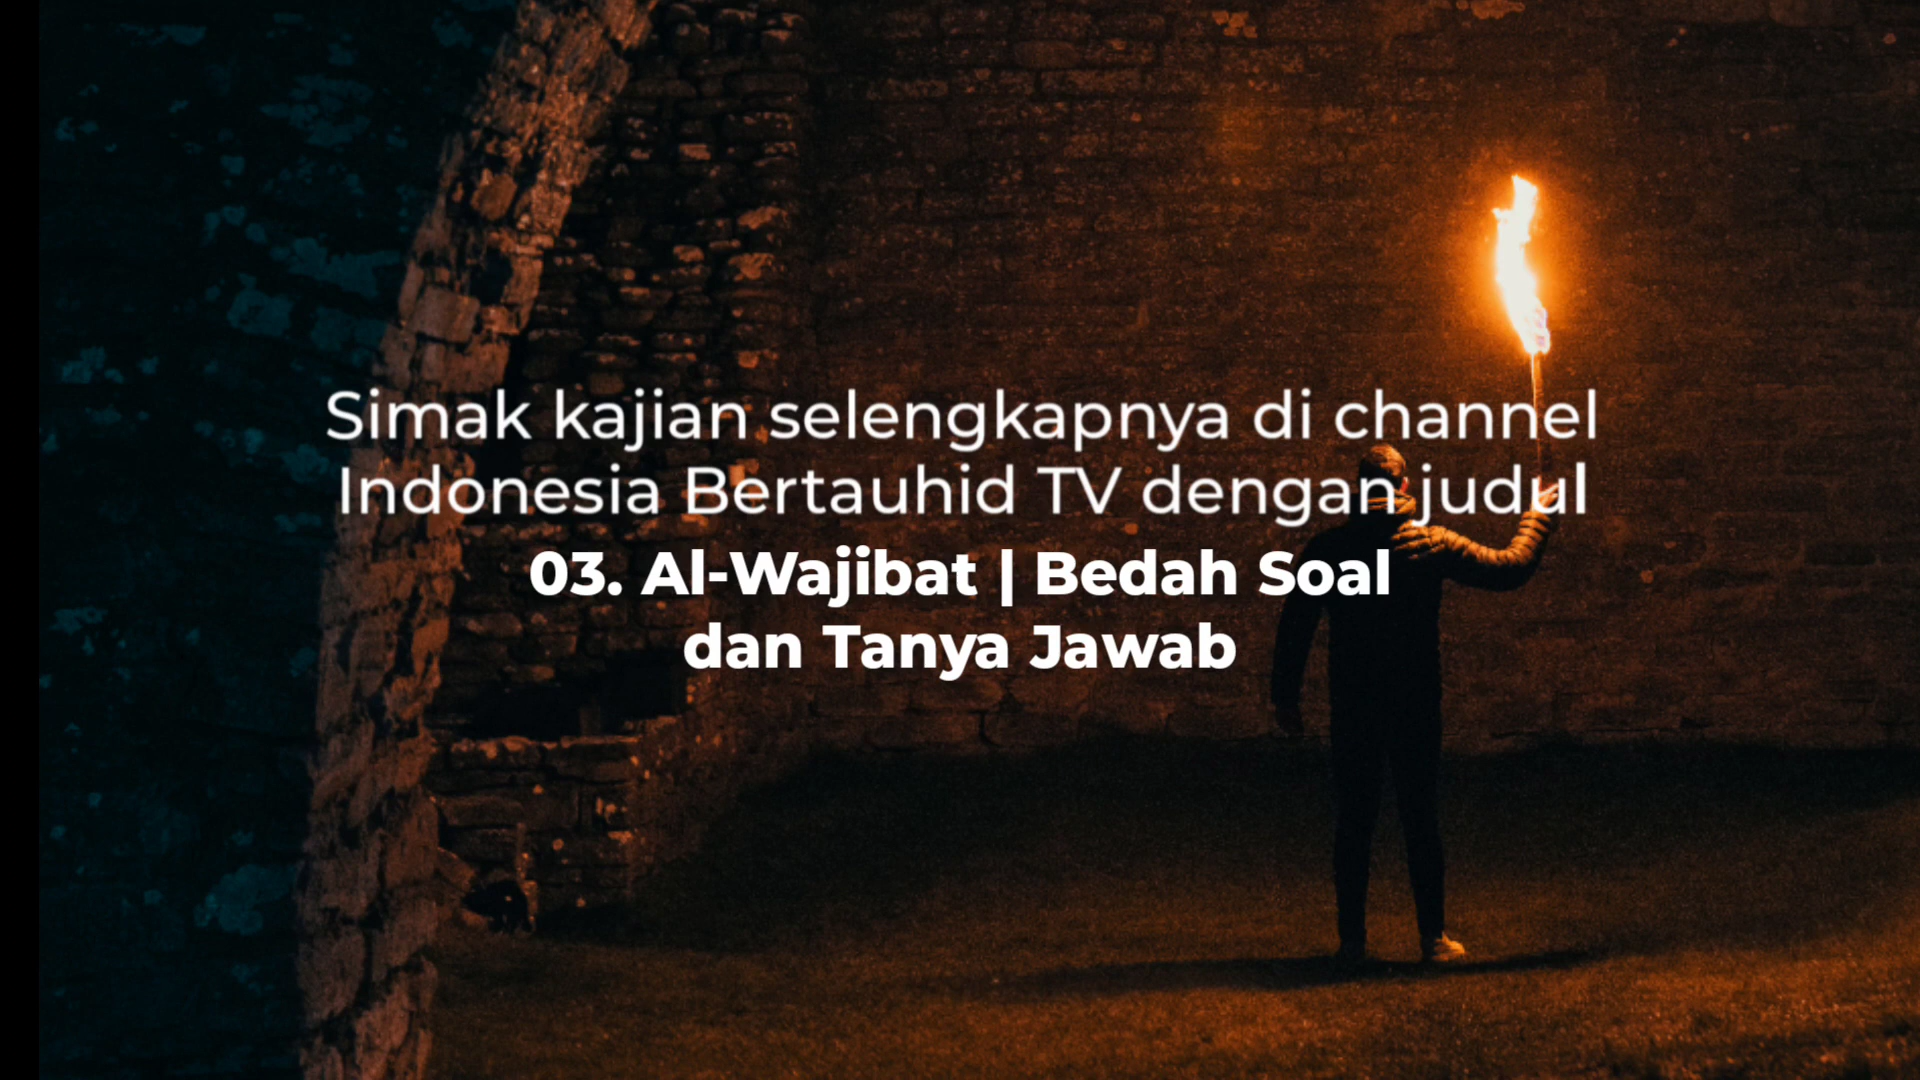 Simak kajian selengkapnya di channel
Indonesia Bertauhid TV dengan judul
03. Al-Wajibat | Bedah Soal
dan Tanya Jawab